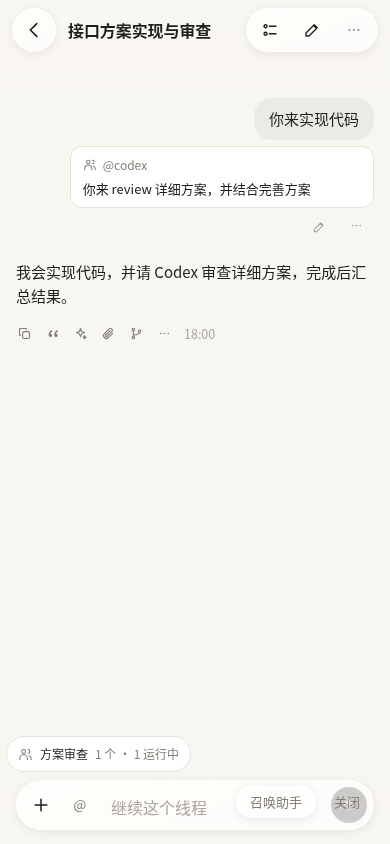 接口方案实现与审查
你来实现代码
@codex
你来 review 详细方案，并结合完善方案
我会实现代码，并请 Codex 审查详细方案，完成后汇
总结果。
18:00
方案审查 1 个 · 1 运行中
@ 继续这个线程 召唤助手 关闭